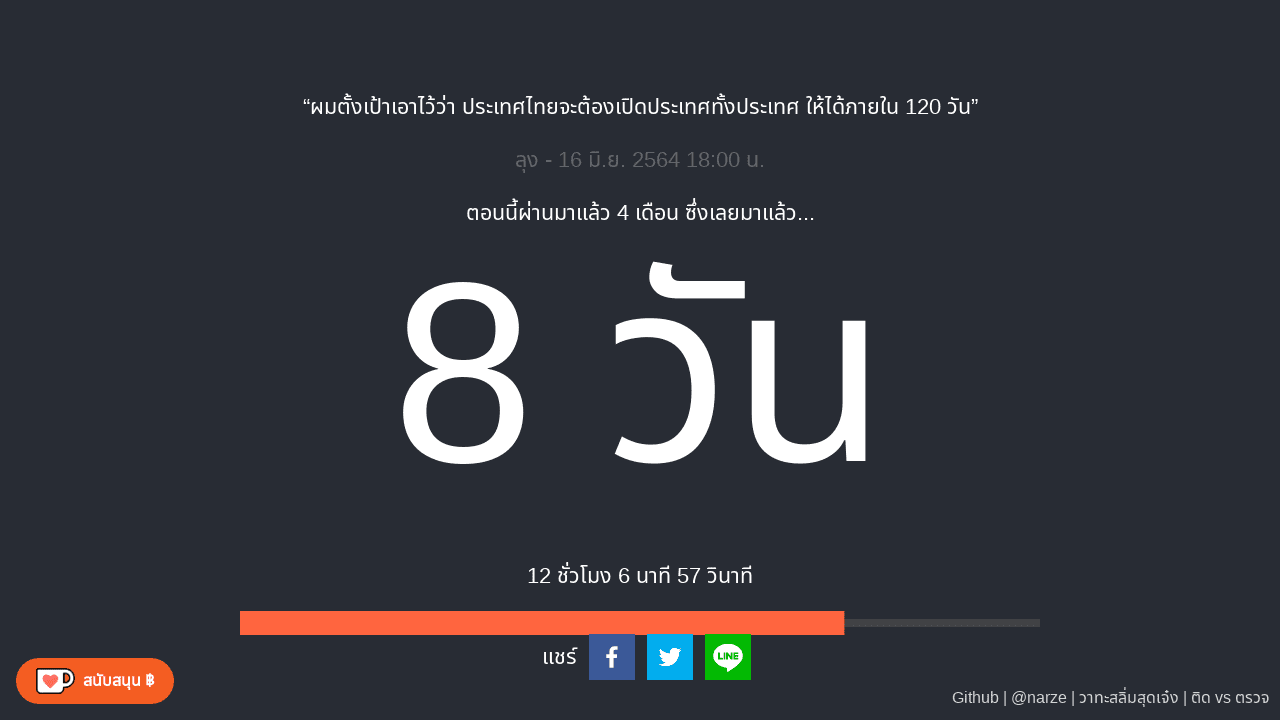 “ผมตั้งเป้าเอาไว้ว่า ประเทศไทยจะต้องเปิดประเทศทั้งประเทศ ให้ได้ภายใน 120 วัน”
ลุง - 16 มิ.ย. 2564 18:00 น.
ตอนนี้ผ่านมาแล้ว 4 เดือน ซึ่งเลยมาแล้ว...
8 วัน
12 ชั่วโมง 6 นาที 57 วินาที
แชร์
LINE
สนับสนุน ฿
Github | @narze | วาทะสลิ่มสุดเจ๋ง | ติด vs ตรวจ